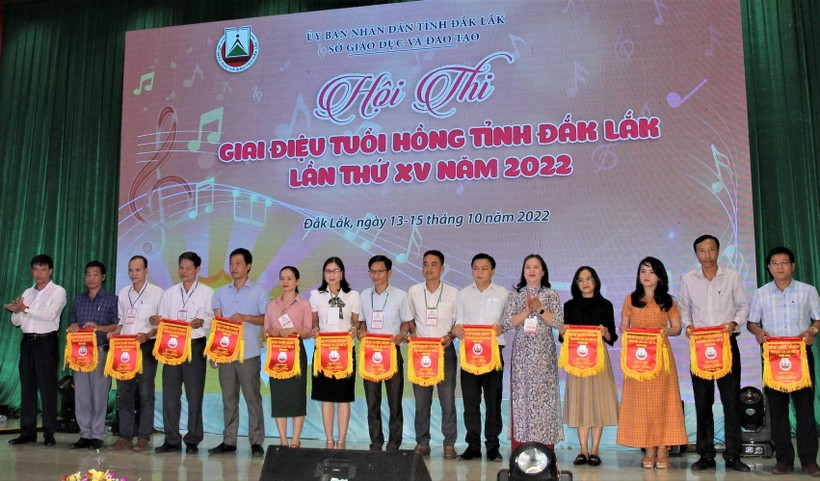 ỦY BAN NHÂN DÂN TỈNH ĐẮK LẮK
SỞ GIÁO DỤC VÀ ĐÀO TẠO
Hội Thi
GIAI ĐIỆU TUỔI HỒNG TỈNH ĐẮK LẮK
LẦN THỨ XV NĂM 2022
Đắk Lắk, ngày 13-15 tháng 10 năm 2022